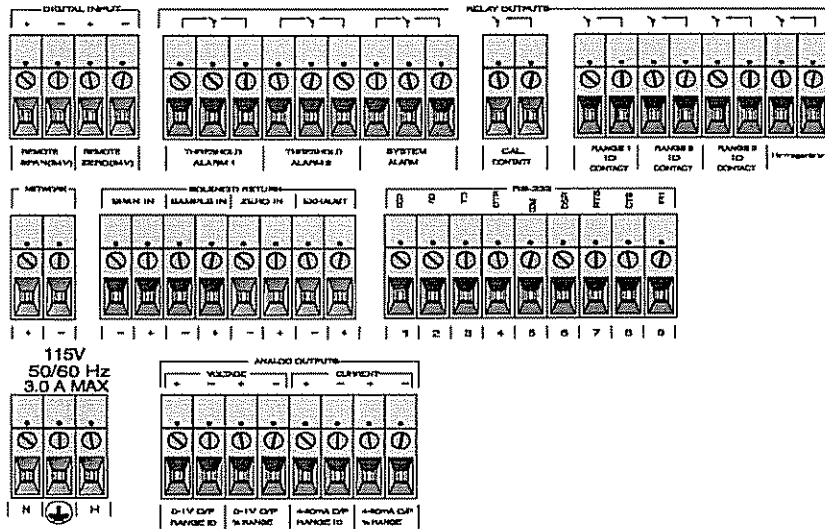 DIGITAL INPUT
RELAY OUTPUTS
+ − + −
REMOTE SPAN(24V)
REMOTE ZERO(24V)
THRESHOLD ALARM 1
THRESHOLD ALARM 2
SYSTEM ALARM
CAL. CONTACT
RANGE 1 ID CONTACT
RANGE 2 ID CONTACT
RANGE 3 ID CONTACT
NETWORK
SOLENOID RETURN
RS-232
SPAN IN SAMPLE IN ZERO IN EXHAUST
+ −
− + − + − + − +
1 2 3 4 5 6 7 8 9
115V
50/60 Hz
3.0 A MAX
ANALOG OUTPUTS
VOLTAGE CURRENT
+ − + − + − + −
N H
0-1V O/P RANGE ID
0-1V O/P % RANGE
4-20mA O/P RANGE ID
4-20mA O/P % RANGE